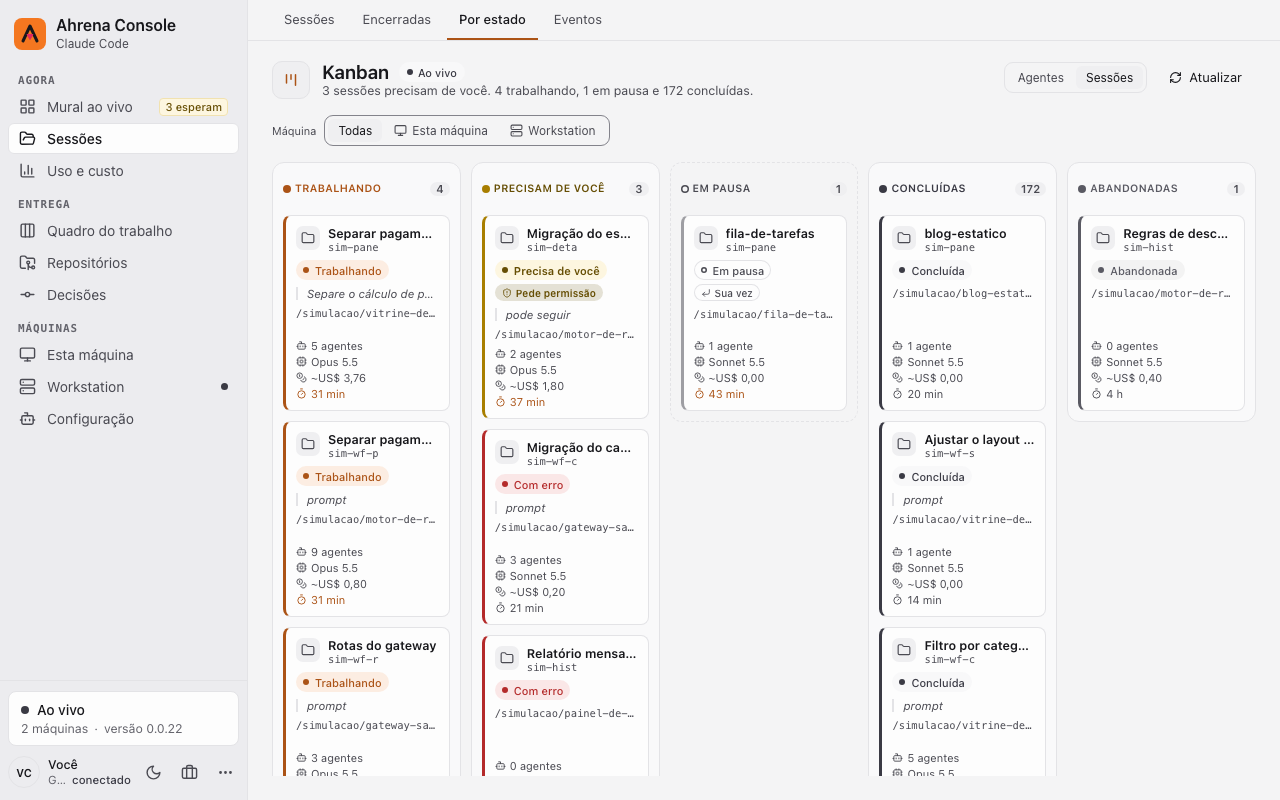 Ahrena Console
Claude Code
AGORA
Mural ao vivo
3 esperam
Sessões
Uso e custo
ENTREGA
Quadro do trabalho
Repositórios
Decisões
MÁQUINAS
Esta máquina
Workstation
Configuração
Ao vivo
2 máquinas · versão 0.0.22
VC
Você
G... conectado
Sessões
Encerradas
Por estado
Eventos
Kanban
Ao vivo
3 sessões precisam de você. 4 trabalhando, 1 em pausa e 172 concluídas.
Agentes
Sessões
Atualizar
Máquina
Todas
Esta máquina
Workstation
TRABALHANDO
4
Separar pagam...
sim-pane
Trabalhando
Separe o cálculo de p...
/simulacao/vitrine-de...
5 agentes
Opus 5.5
~US$ 3,76
31 min
Separar pagam...
sim-wf-p
Trabalhando
prompt
/simulacao/motor-de-r...
9 agentes
Opus 5.5
~US$ 0,80
31 min
Rotas do gateway
sim-wf-r
Trabalhando
prompt
/simulacao/gateway-sa...
3 agentes
Opus 5.5
PRECISAM DE VOCÊ
3
Migração do es...
sim-deta
Precisa de você
Pede permissão
pode seguir
/simulacao/motor-de-r...
2 agentes
Opus 5.5
~US$ 1,80
37 min
Migração do ca...
sim-wf-c
Com erro
prompt
/simulacao/gateway-sa...
3 agentes
Sonnet 5.5
~US$ 0,20
21 min
Relatório mensa...
sim-hist
Com erro
/simulacao/painel-de-...
0 agentes
EM PAUSA
1
fila-de-tarefas
sim-pane
Em pausa
Sua vez
/simulacao/fila-de-ta...
1 agente
Sonnet 5.5
~US$ 0,00
43 min
CONCLUÍDAS
172
blog-estatico
sim-pane
Concluída
/simulacao/blog-estat...
1 agente
Sonnet 5.5
~US$ 0,00
20 min
Ajustar o layout ...
sim-wf-s
Concluída
prompt
/simulacao/vitrine-de...
1 agente
Sonnet 5.5
~US$ 0,00
14 min
Filtro por categ...
sim-wf-c
Concluída
prompt
/simulacao/vitrine-de...
5 agentes
Opus 5.5
ABANDONADAS
1
Regras de desc...
sim-hist
Abandonada
/simulacao/motor-de-r...
0 agentes
Sonnet 5.5
~US$ 0,40
4 h